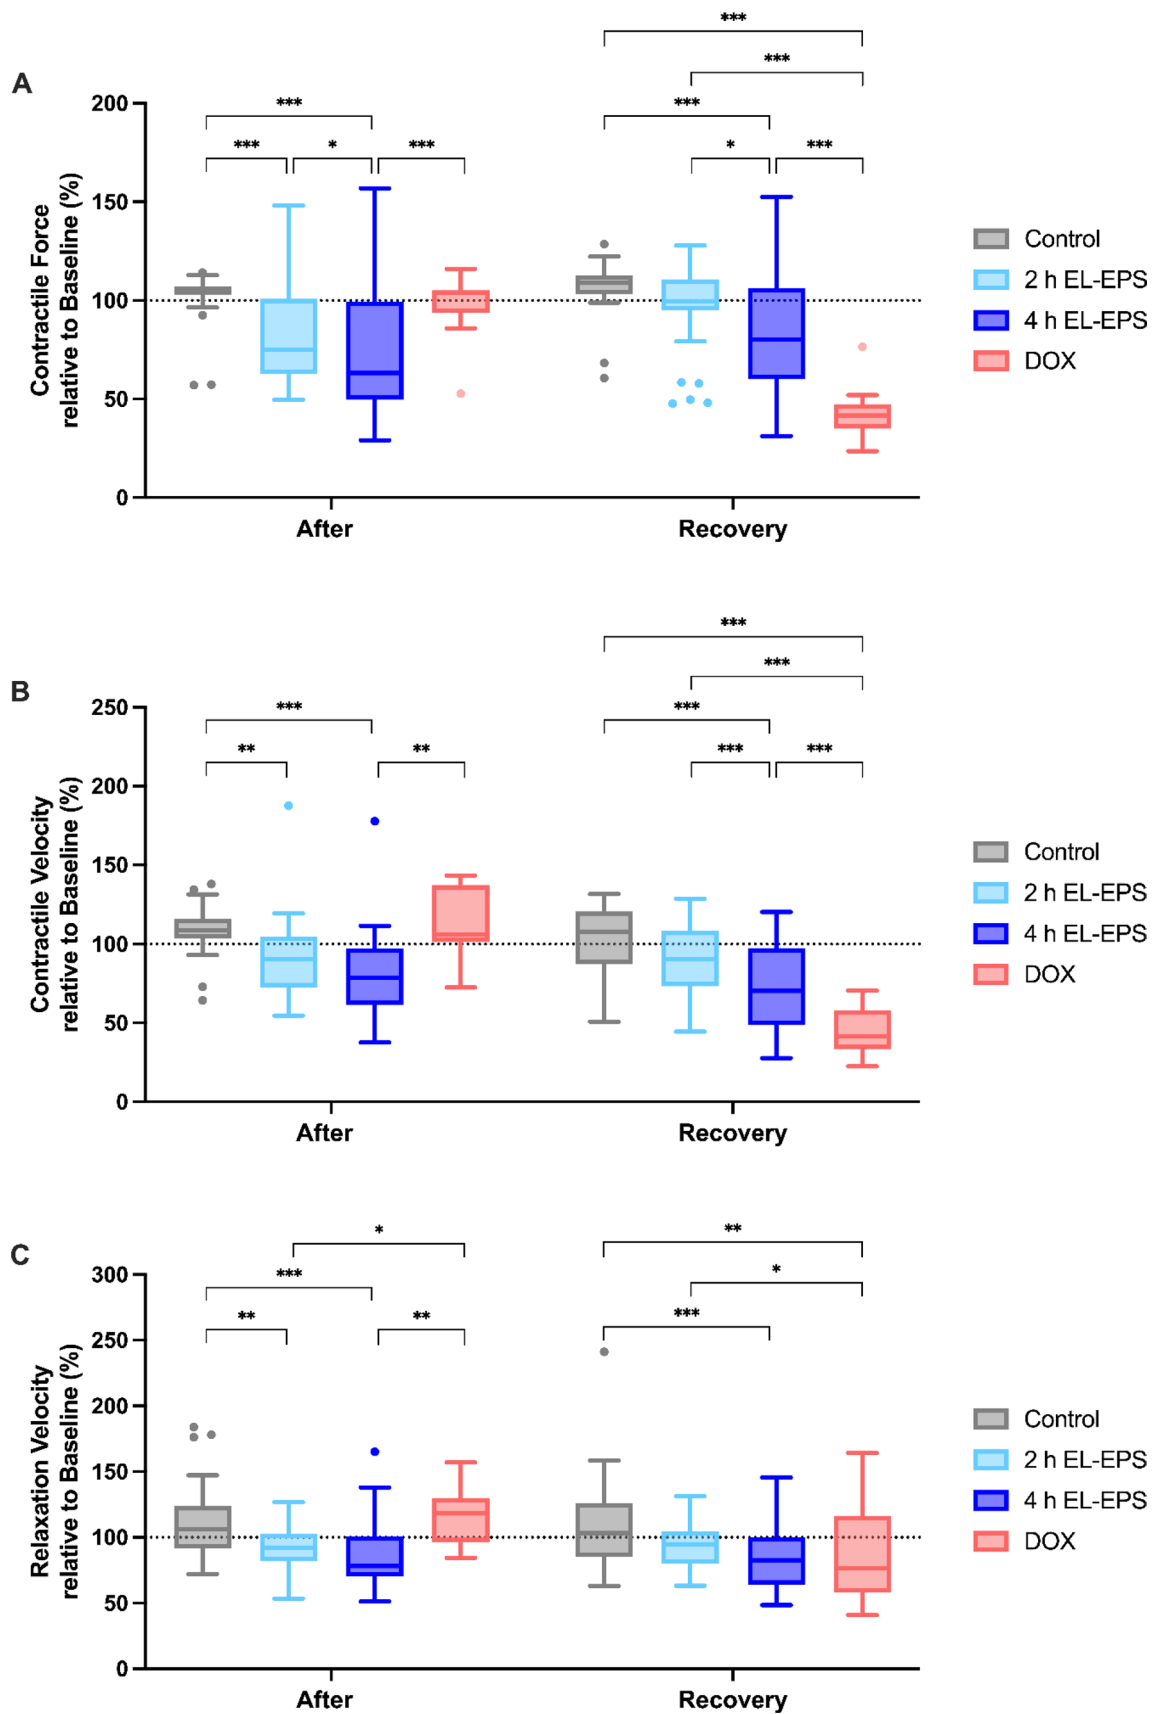 ***
***
A
200
***
***
***
*
***
*
***
150
100
50
0
Contractile Force
relative to Baseline (%)
Control
2 h EL-EPS
4 h EL-EPS
DOX
After
Recovery
***
***
B
250
***
***
**
**
***
***
200
150
100
50
0
Contractile Velocity
relative to Baseline (%)
Control
2 h EL-EPS
4 h EL-EPS
DOX
After
Recovery
C
*
**
300
***
*
**
**
***
250
200
150
100
50
0
Relaxation Velocity
relative to Baseline (%)
Control
2 h EL-EPS
4 h EL-EPS
DOX
After
Recovery